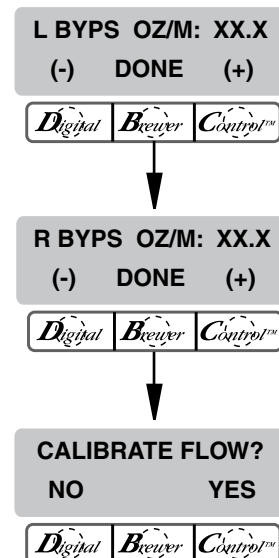 L BYPS OZ/M: XX.X
(-) DONE (+)
Digital Brewer Control™
R BYPS OZ/M: XX.X
(-) DONE (+)
Digital Brewer Control™
CALIBRATE FLOW?
NO YES
Digital Brewer Control™